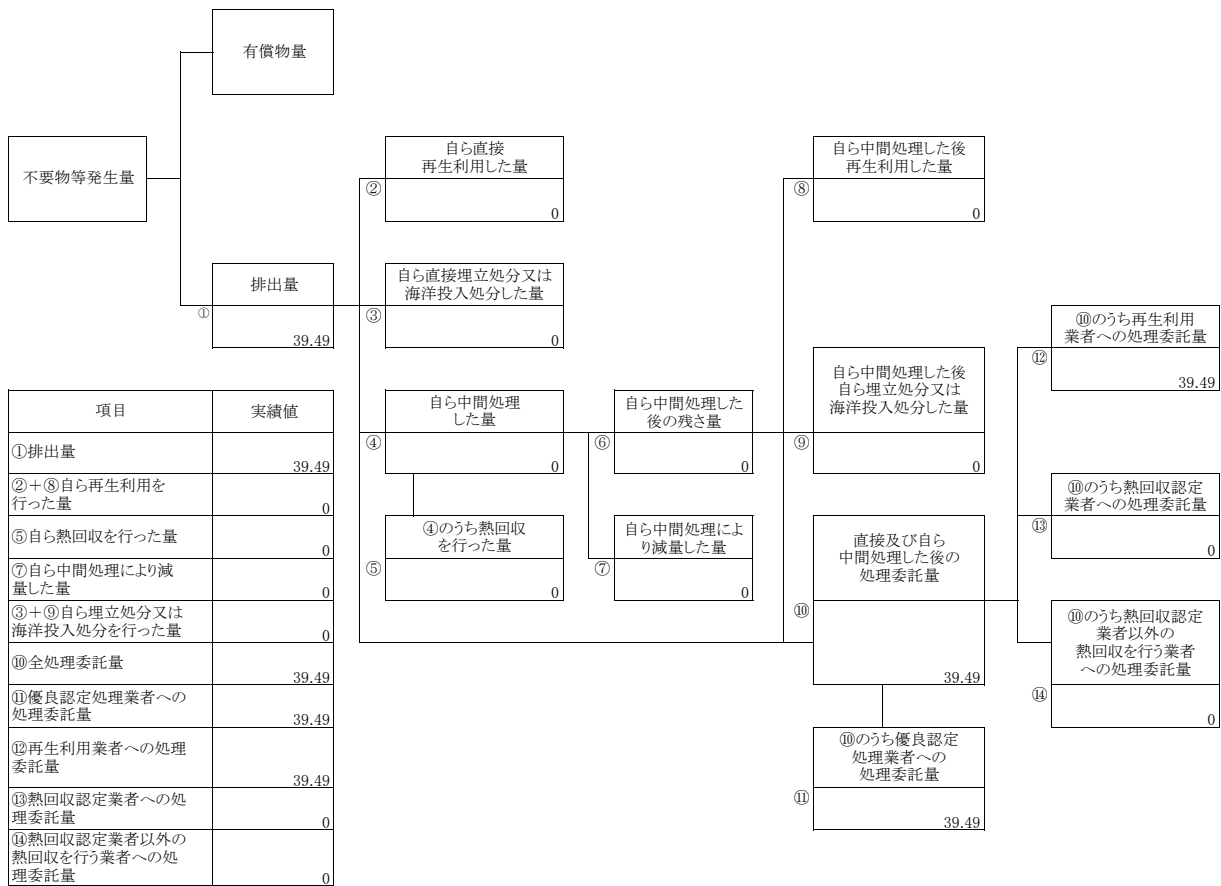 有償物量
不要物等発生量
排出量
①
39.49
自ら直接
再生利用した量
②
0
自ら直接埋立処分又は
海洋投入処分した量
③
0
自ら中間処理
した量
④
0
④のうち熱回収
を行った量
⑤
0
自ら中間処理した
後の残さ量
⑥
0
自ら中間処理によ
り減量した量
⑦
0
自ら中間処理した後
再生利用した量
⑧
0
自ら中間処理した後
自ら埋立処分又は
海洋投入処分した量
⑨
0
直接及び自ら
中間処理した後の
処理委託量
⑩
39.49
⑩のうち優良認定
処理業者への
処理委託量
⑪
39.49
⑩のうち再生利用
業者への処理委託量
⑫
39.49
⑩のうち熱回収認定
業者への処理委託量
⑬
0
⑩のうち熱回収認定
業者以外の
熱回収を行う業者
への処理委託量
⑭
0
項目 実績値
①排出量
39.49
②+⑧自ら再生利用を
行った量
0
⑤自ら熱回収を行った量
0
⑦自ら中間処理により減
量した量
0
③+⑨自ら埋立処分又は
海洋投入処分を行った量
0
⑩全処理委託量
39.49
⑪優良認定処理業者への
処理委託量
39.49
⑫再生利用業者への処理
委託量
39.49
⑬熱回収認定業者への処
理委託量
0
⑭熱回収認定業者以外の
熱回収を行う業者への処
理委託量
0